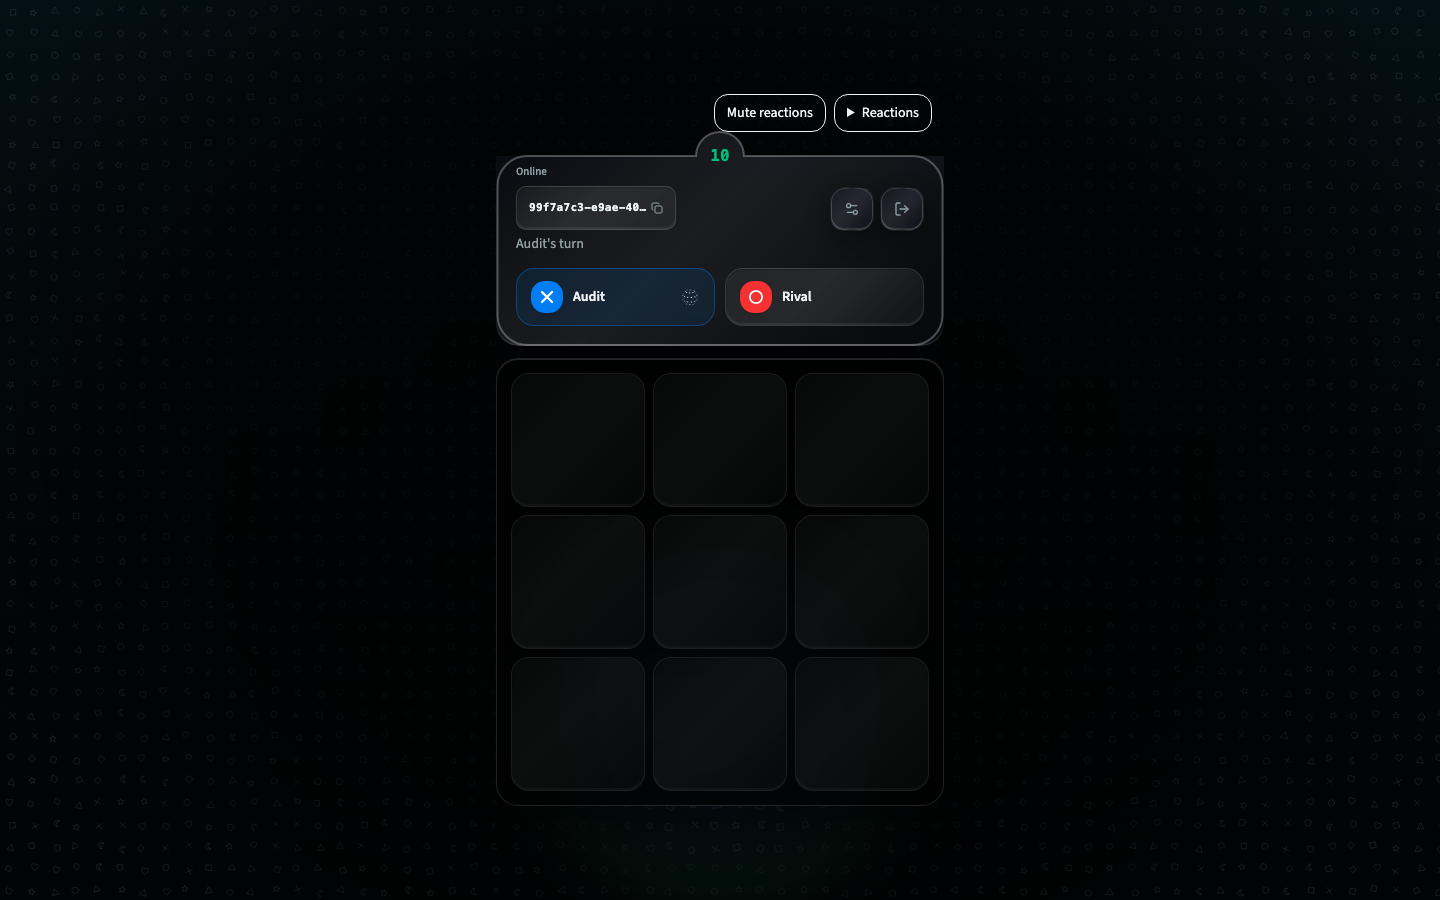 Mute reactions
▶ Reactions
10
Online
99f7a7c3-e9ae-40…
Audit's turn
Audit
Rival